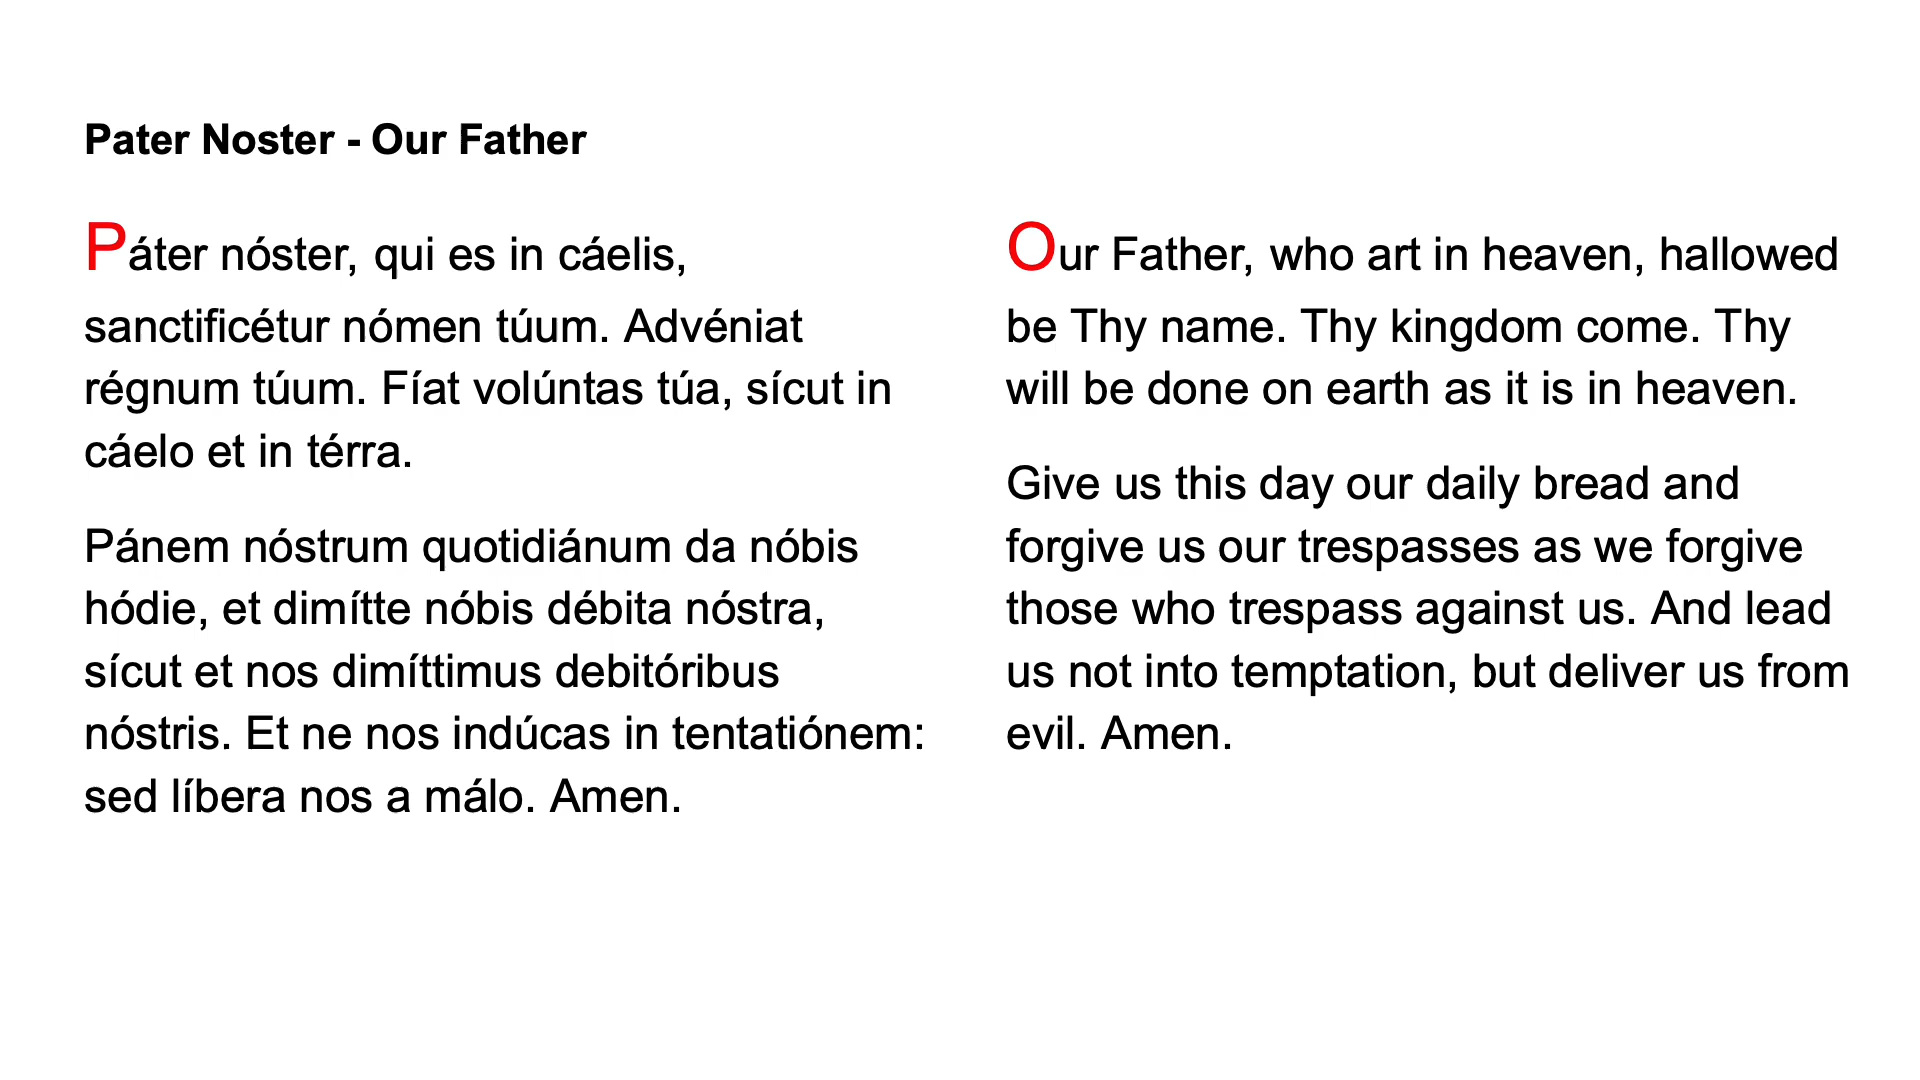 Pater Noster - Our Father
Páter nóster, qui es in cáelis,
sanctificétur nómen túum. Advéniat
régnum túum. Fíat volúntas túa, sícut in
cáelo et in térra.
Pánem nóstrum quotidiánum da nóbis
hódie, et dimítte nóbis débita nóstra,
sícut et nos dimíttimus debitóribus
nóstris. Et ne nos indúcas in tentatiónem:
sed líbera nos a málo. Amen.
Our Father, who art in heaven, hallowed
be Thy name. Thy kingdom come. Thy
will be done on earth as it is in heaven.
Give us this day our daily bread and
forgive us our trespasses as we forgive
those who trespass against us. And lead
us not into temptation, but deliver us from
evil. Amen.